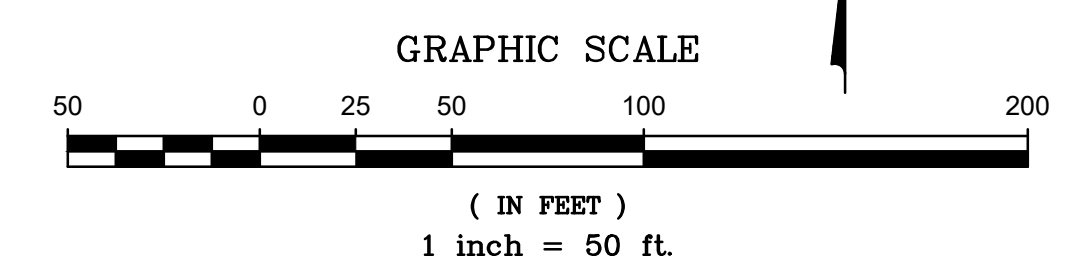 GRAPHIC SCALE
50 0 25 50 100 200
( IN FEET )
1 inch = 50 ft.